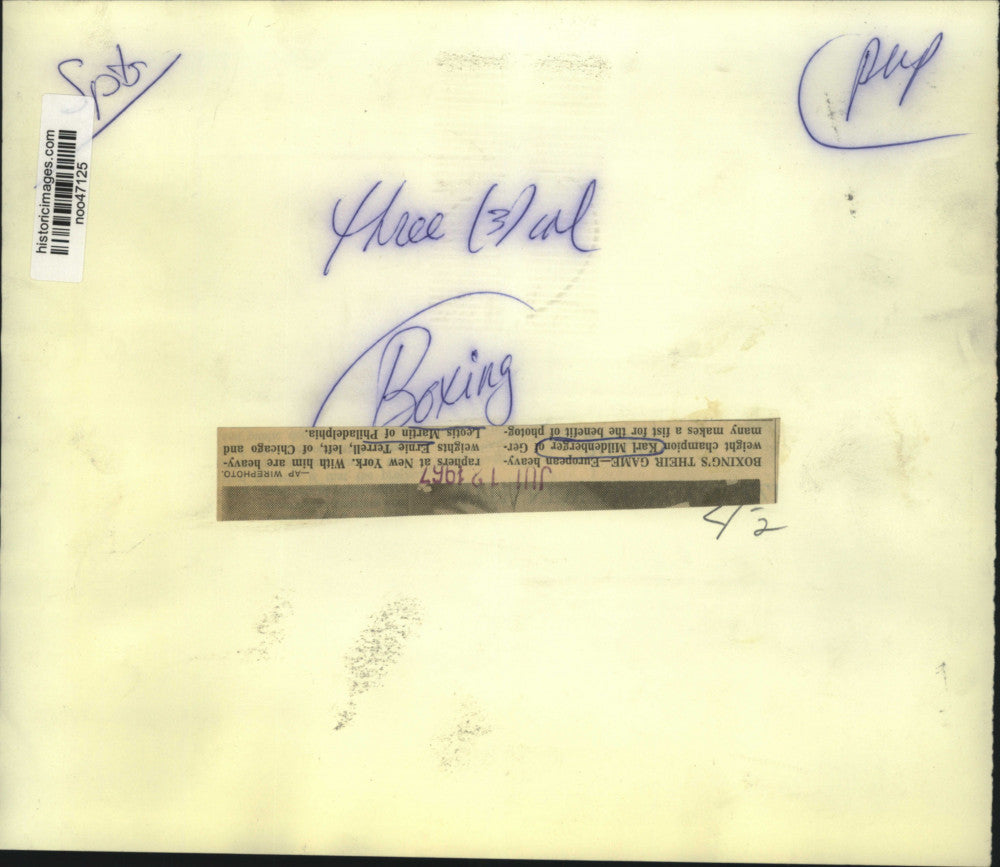 Spts
pup
historicimages.com
noo47125
three (3) col
Boxing
BOXING'S THEIR GAME—European heavy-
weight champion Karl Mildenberger of Ger-
many makes a fist for the benefit of photog-
raphers at New York. With him are heavy-
weights Ernie Terrell, left, of Chicago and
Leotis Martin of Philadelphia.
—AP WIREPHOTO.
JUL 12 1967